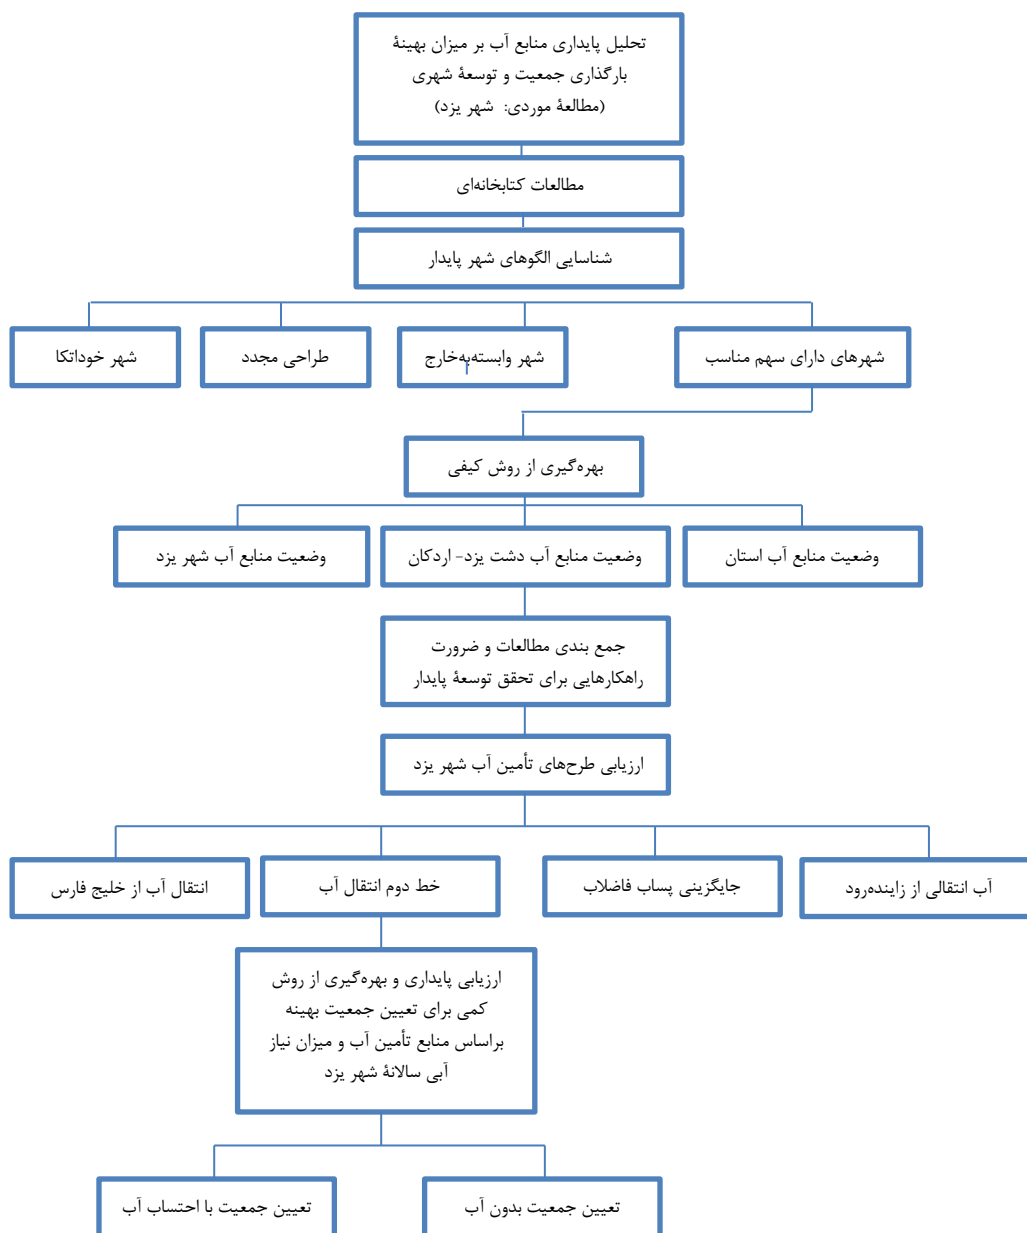 تحلیل پایداری منابع آب بر میزان بهینۀ
بارگذاری جمعیت و توسعۀ شهری
(مطالعۀ موردی: شهر یزد)
مطالعات کتابخانه‌ای
شناسایی الگوهای شهر پایدار
شهرهای دارای سهم مناسب
شهر وابسته‌به‌خارج
طراحی مجدد
شهر خوداتکا
بهره‌گیری از روش کیفی
وضعیت منابع آب استان
وضعیت منابع آب دشت یزد- اردکان
وضعیت منابع آب شهر یزد
جمع بندی مطالعات و ضرورت
راهکارهایی برای تحقق توسعۀ پایدار
ارزیابی طرح‌های تأمین آب شهر یزد
آب انتقالی از زاینده‌رود
جایگزینی پساب فاضلاب
خط دوم انتقال آب
انتقال آب از خلیج فارس
ارزیابی پایداری و بهره‌گیری از روش
کمی برای تعیین جمعیت بهینه
براساس منابع تأمین آب و میزان نیاز
آبی سالانۀ شهر یزد
تعیین جمعیت بدون آب
تعیین جمعیت با احتساب آب